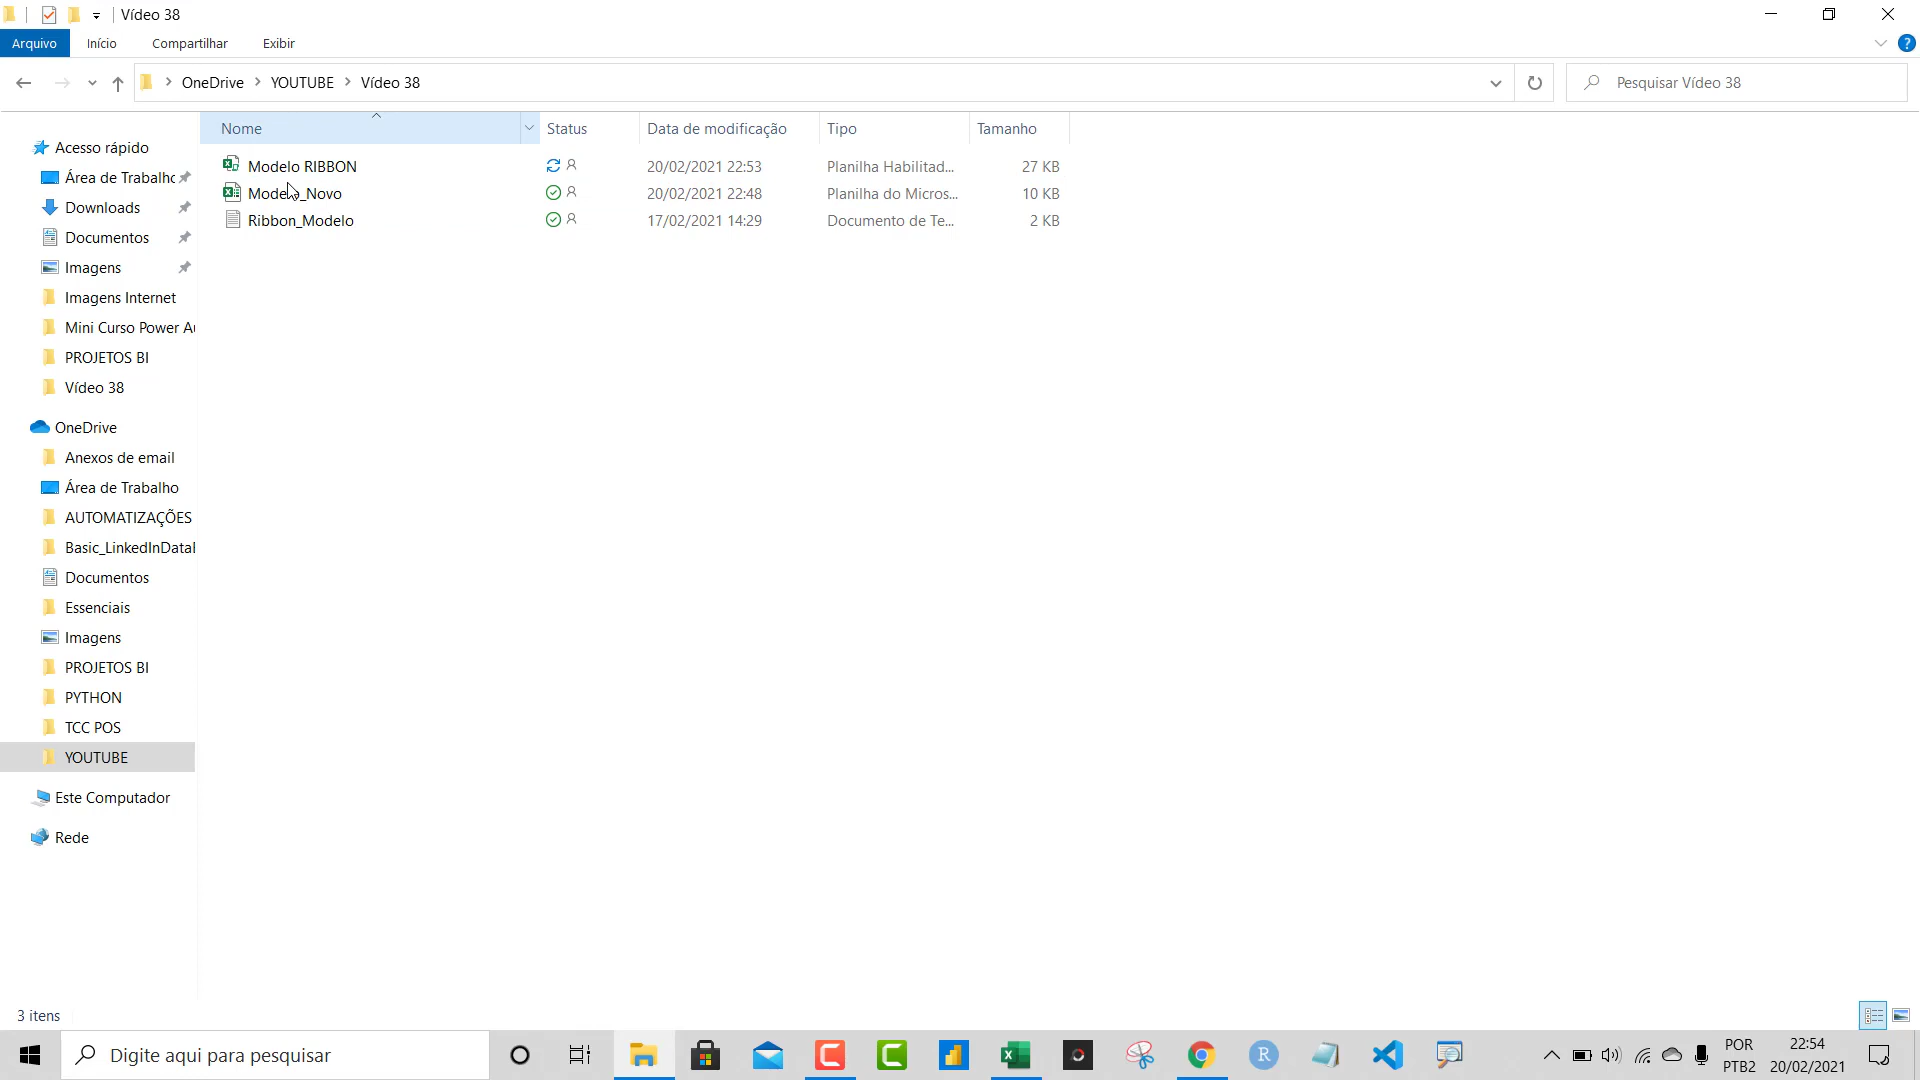 Vídeo 38
Arquivo Início Compartilhar Exibir
OneDrive YOUTUBE Vídeo 38 Pesquisar Vídeo 38
Nome Status Data de modificação Tipo Tamanho
Modelo RIBBON 20/02/2021 22:53 Planilha Habilitad... 27 KB
Modelo_Novo 20/02/2021 22:48 Planilha do Micros... 10 KB
Ribbon_Modelo 17/02/2021 14:29 Documento de Te... 2 KB
Acesso rápido
Área de Trabalho
Downloads
Documentos
Imagens
Imagens Internet
Mini Curso Power Au
PROJETOS BI
Vídeo 38
OneDrive
Anexos de email
Área de Trabalho
AUTOMATIZAÇÕES
Basic_LinkedInDataI
Documentos
Essenciais
Imagens
PROJETOS BI
PYTHON
TCC POS
YOUTUBE
Este Computador
Rede
3 itens
Digite aqui para pesquisar
POR
PTB2
22:54
20/02/2021